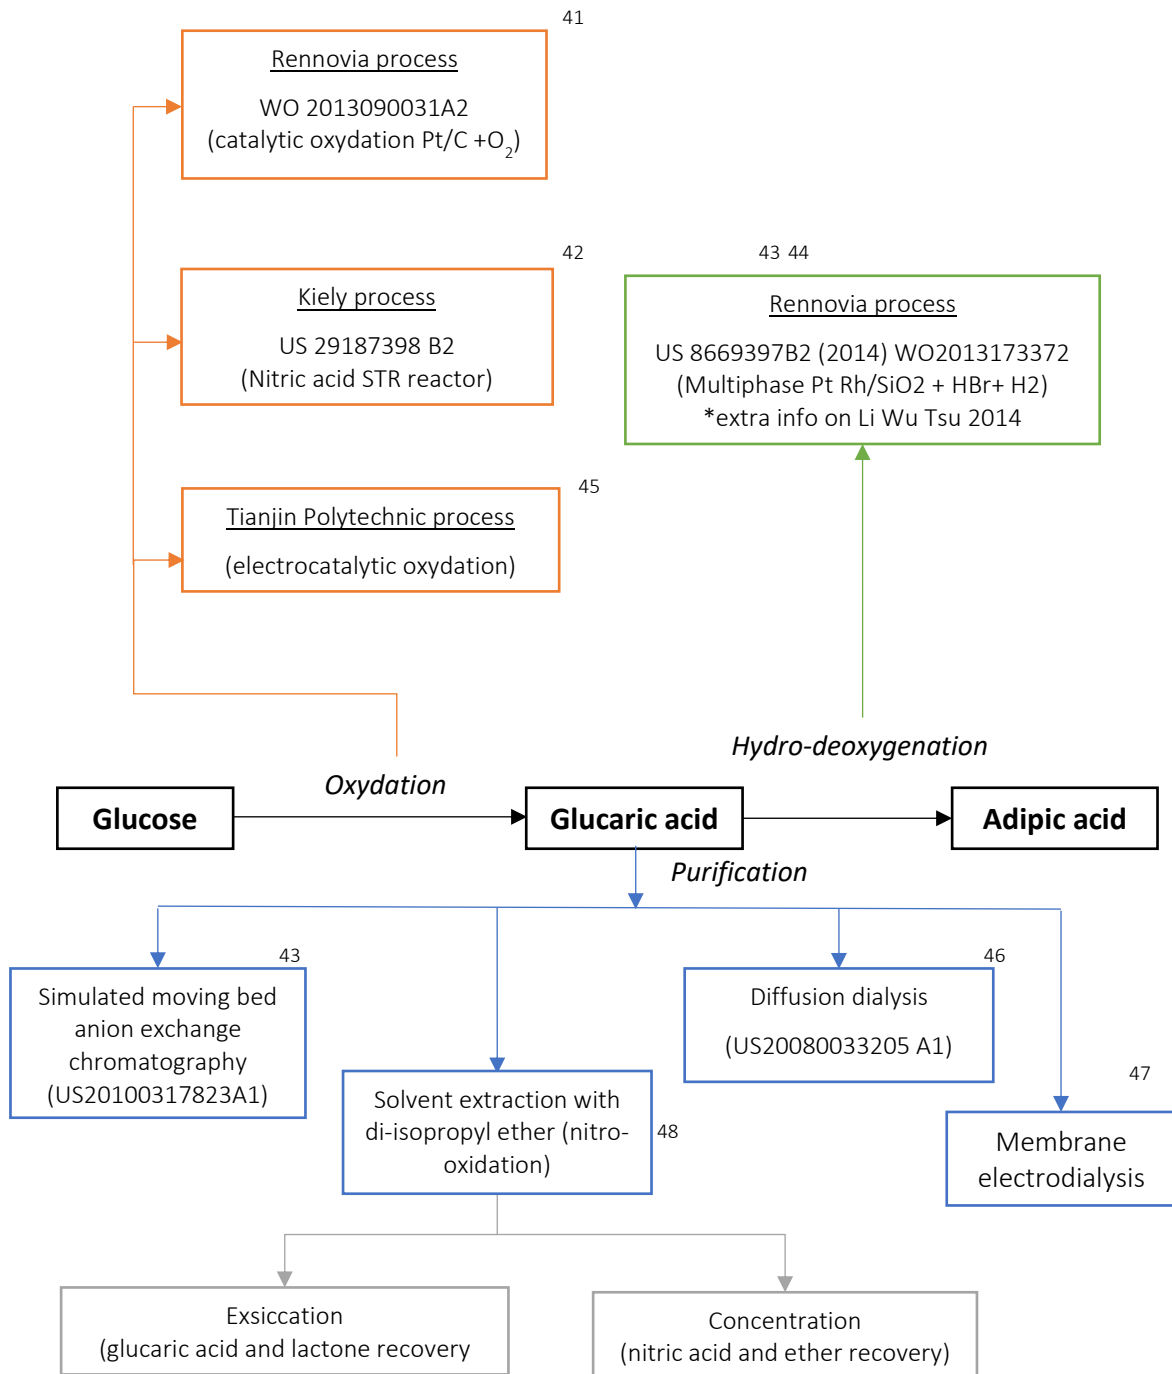 41
Rennovia process
WO 2013090031A2
(catalytic oxydation Pt/C +O2)
42
Kiely process
US 29187398 B2
(Nitric acid STR reactor)
43 44
Rennovia process
US 8669397B2 (2014) WO2013173372
(Multiphase Pt Rh/SiO2 + HBr+ H2)
*extra info on Li Wu Tsu 2014
45
Tianjin Polytechnic process
(electrocatalytic oxydation)
Hydro-deoxygenation
Oxydation
Glucose
Glucaric acid
Adipic acid
Purification
43
Simulated moving bed
anion exchange
chromatography
(US20100317823A1)
48
Solvent extraction with
di-isopropyl ether (nitro-
oxidation)
46
Diffusion dialysis
(US20080033205 A1)
47
Membrane
electrodialysis
Exsiccation
(glucaric acid and lactone recovery
Concentration
(nitric acid and ether recovery)